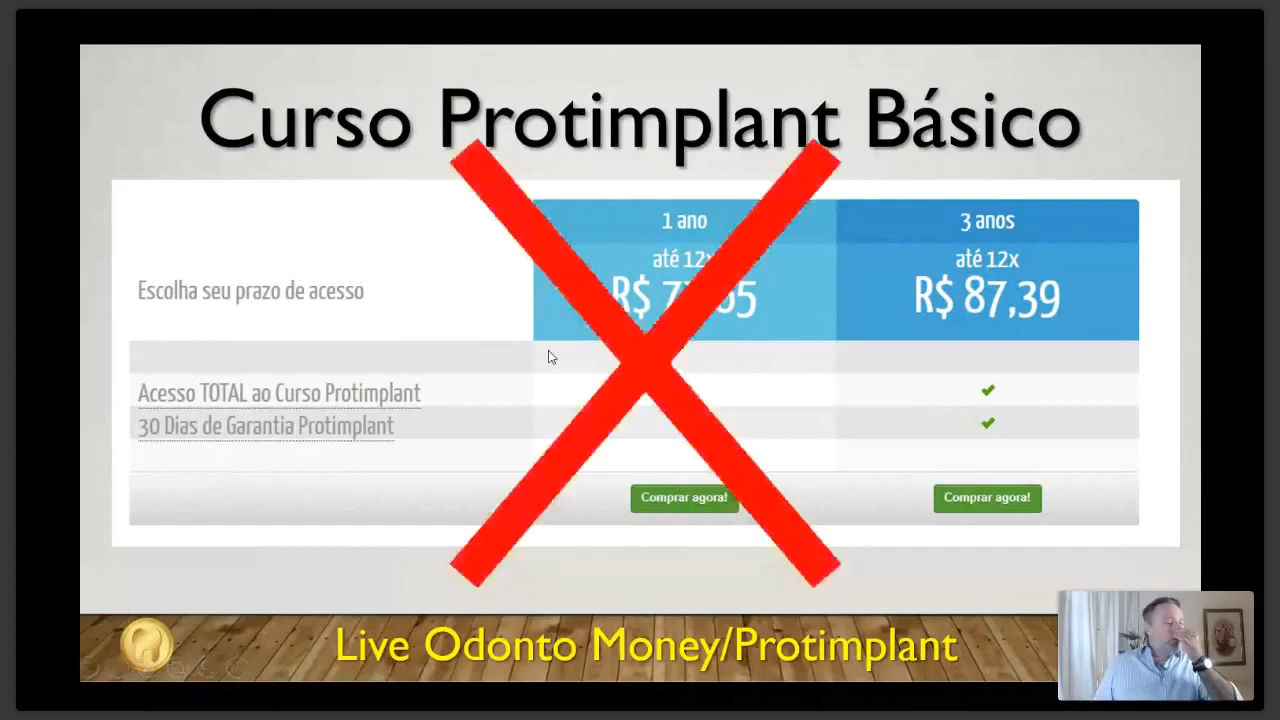 Curso Protimplant Básico
1 ano
3 anos
até 12x
até 12x
Escolha seu prazo de acesso
R$
R$ 87,39
Acesso TOTAL ao Curso Protimplant
30 Dias de Garantia Protimplant
Comprar agora!
Comprar agora!
Live Odonto Money/Protimplant